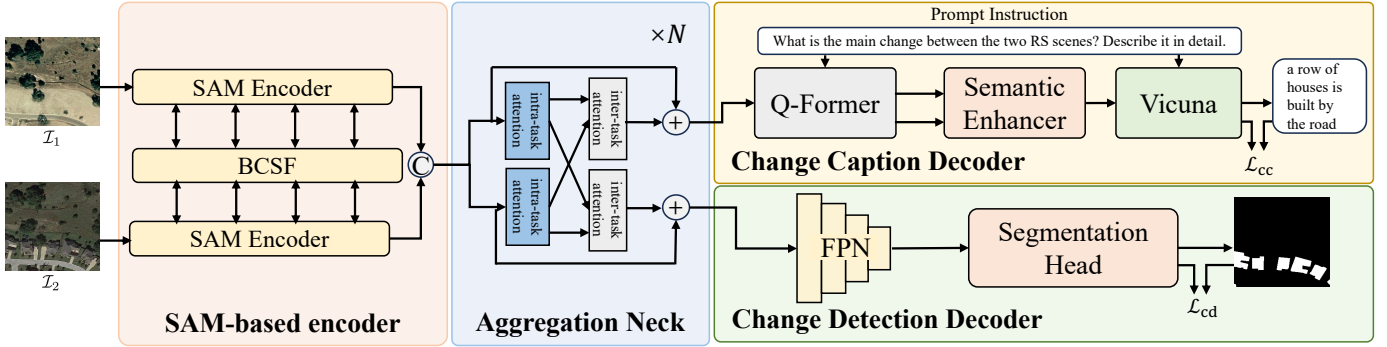 Prompt Instruction
What is the main change between the two RS scenes? Describe it in detail.
×N
SAM Encoder
BCSF
SAM Encoder
C
I₁
I₂
SAM-based encoder
intra-task
attention
inter-task
attention
intra-task
attention
inter-task
attention
+
+
Aggregation Neck
Q-Former
Semantic
Enhancer
Vicuna
a row of
houses is
built by
the road
ℒcc
Change Caption Decoder
FPN
Segmentation
Head
ℒcd
Change Detection Decoder